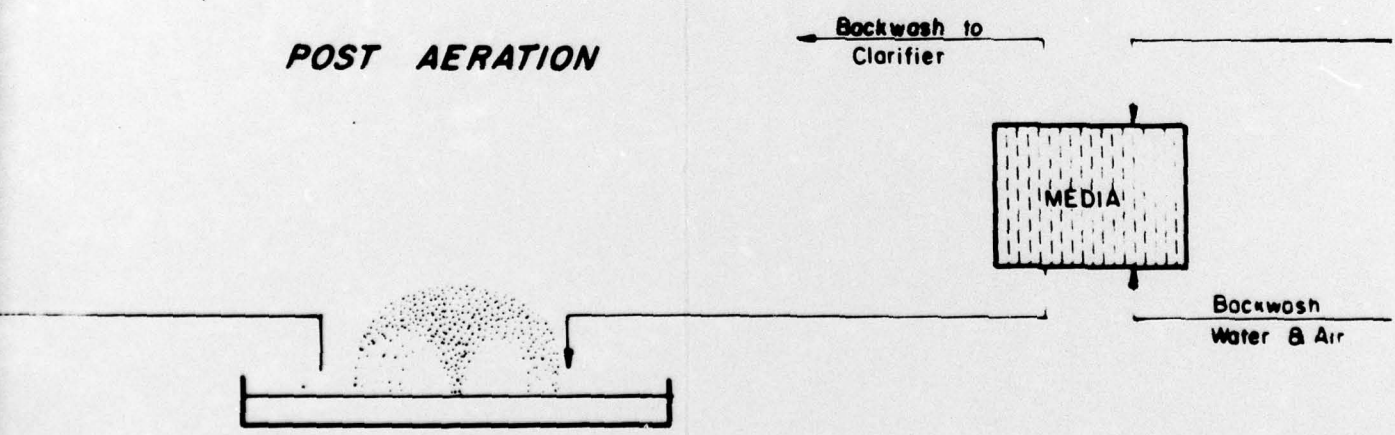 POST AERATION
Backwash to
Clarifier
MEDIA
Backwash
Water & Air